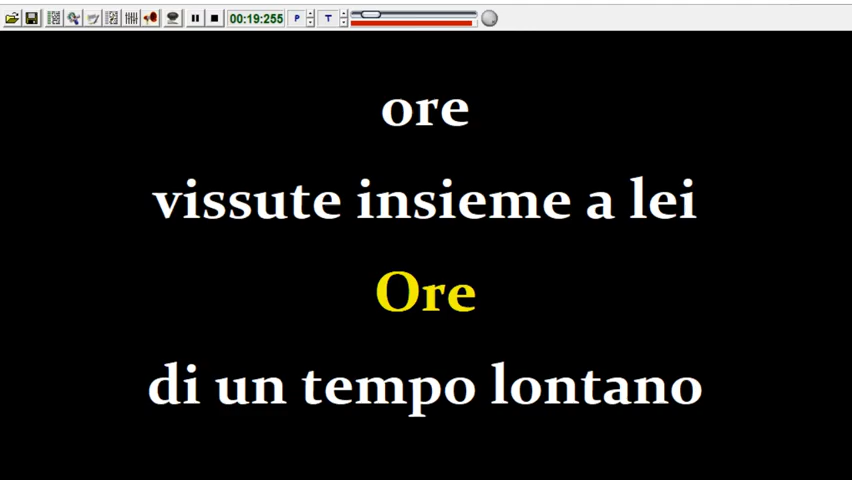 00:19:255
P
T
ore
vissute insieme a lei
Ore
di un tempo lontano